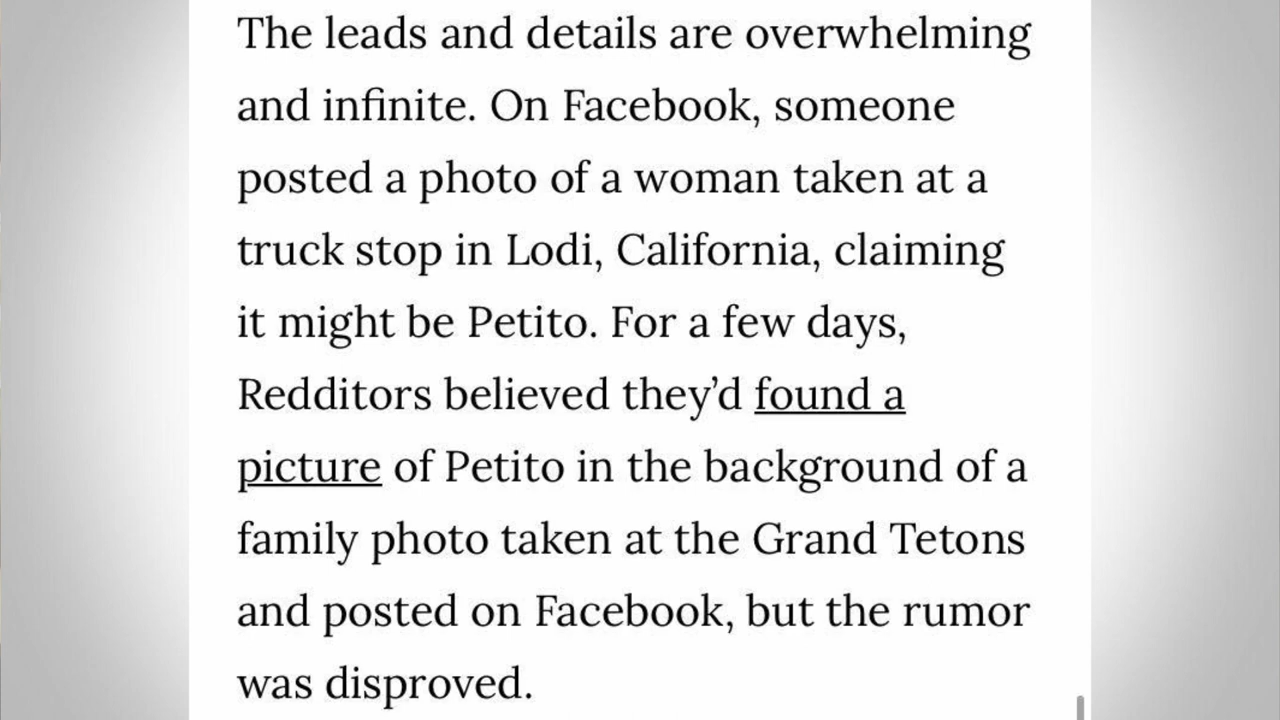 The leads and details are overwhelming
and infinite. On Facebook, someone
posted a photo of a woman taken at a
truck stop in Lodi, California, claiming
it might be Petito. For a few days,
Redditors believed they’d found a
picture of Petito in the background of a
family photo taken at the Grand Tetons
and posted on Facebook, but the rumor
was disproved.